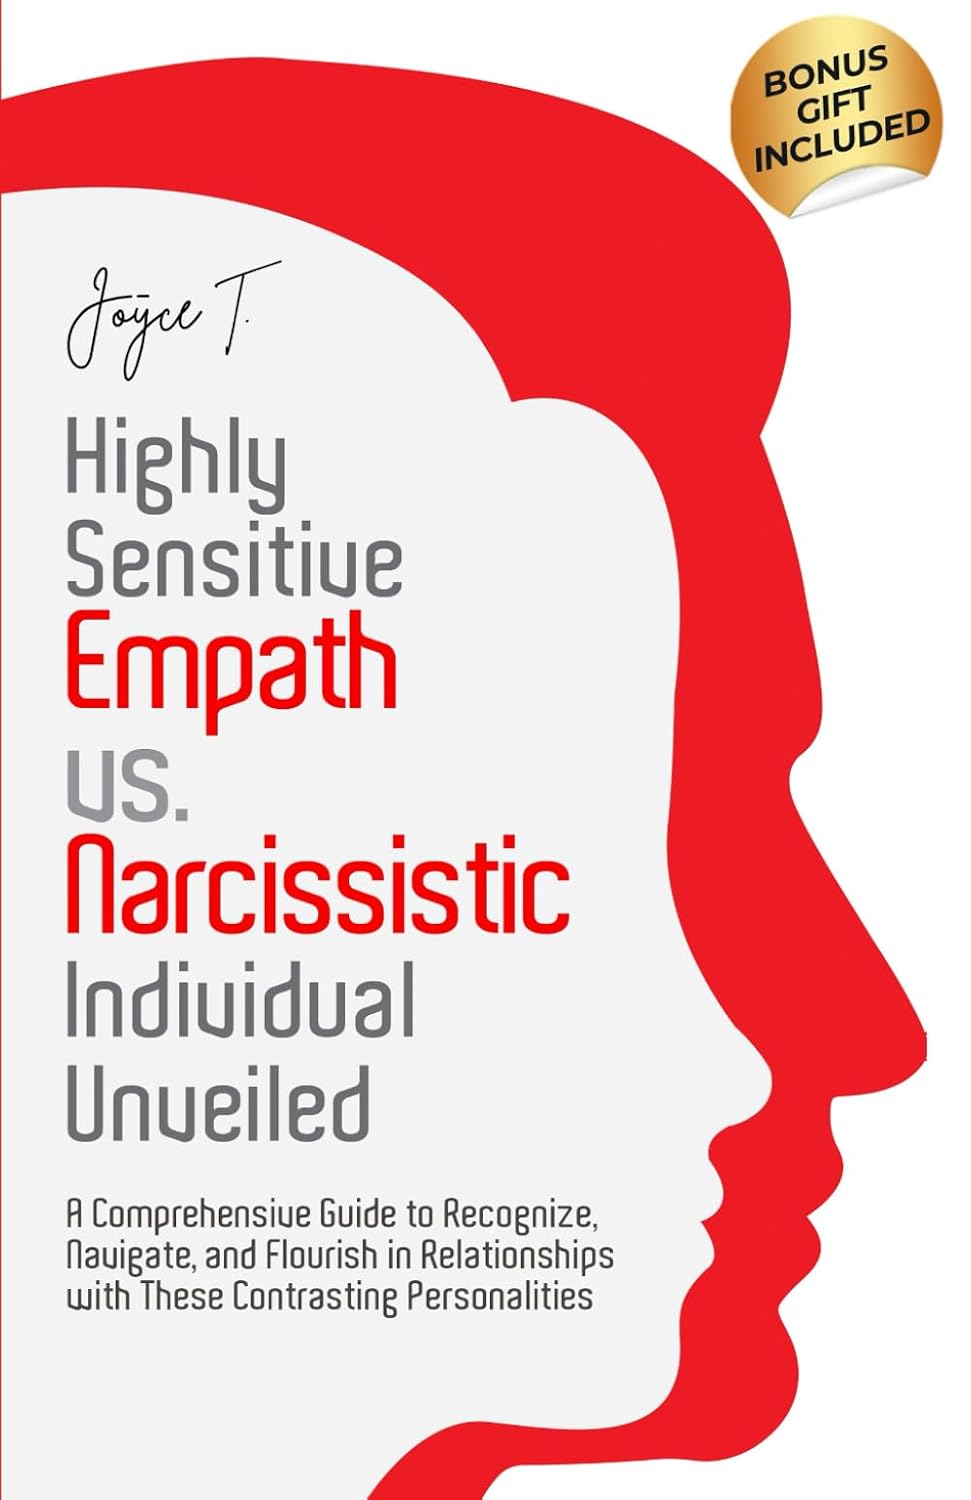 BONUS
GIFT
INCLUDED
Joyce T.
Highly
Sensitive
Empath
vs.
Narcissistic
Individual
Unveiled
A Comprehensive Guide to Recognize,
Navigate, and Flourish in Relationships
with These Contrasting Personalities